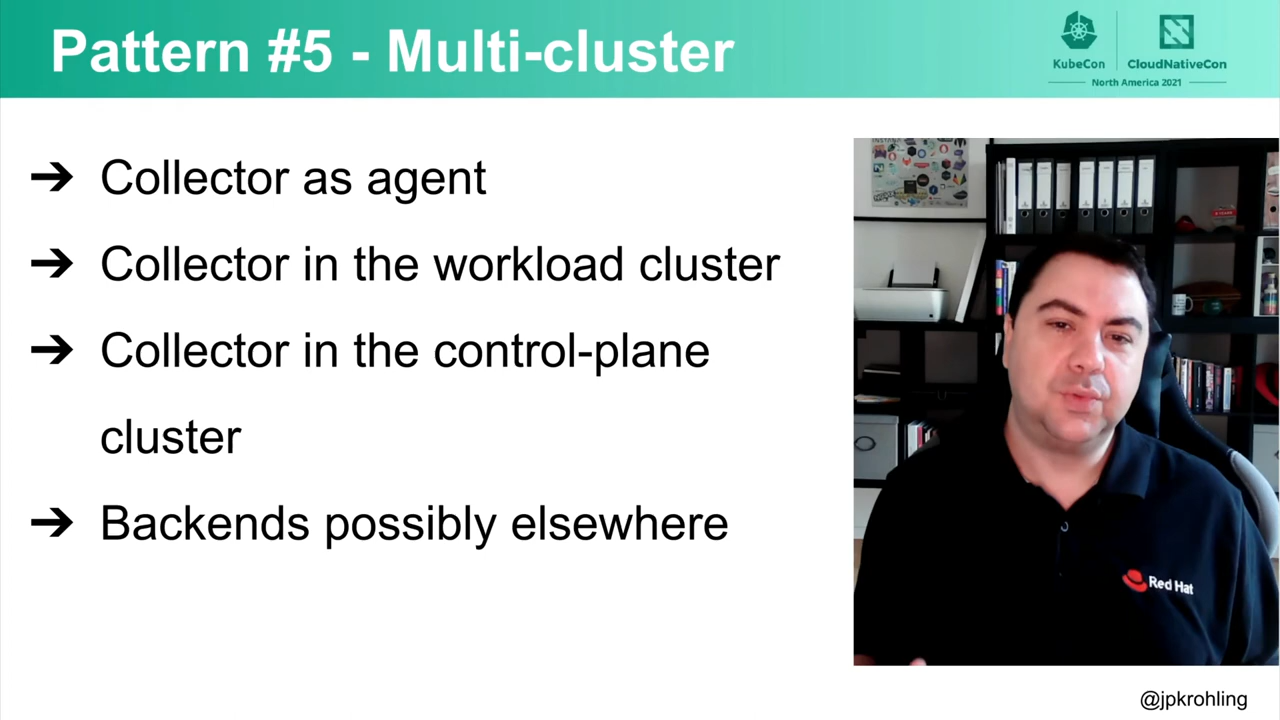 Pattern #5 - Multi-cluster
KubeCon
CloudNativeCon
North America 2021
➔ Collector as agent
➔ Collector in the workload cluster
➔ Collector in the control-plane
cluster
➔ Backends possibly elsewhere
Red Hat
@jpkrohling